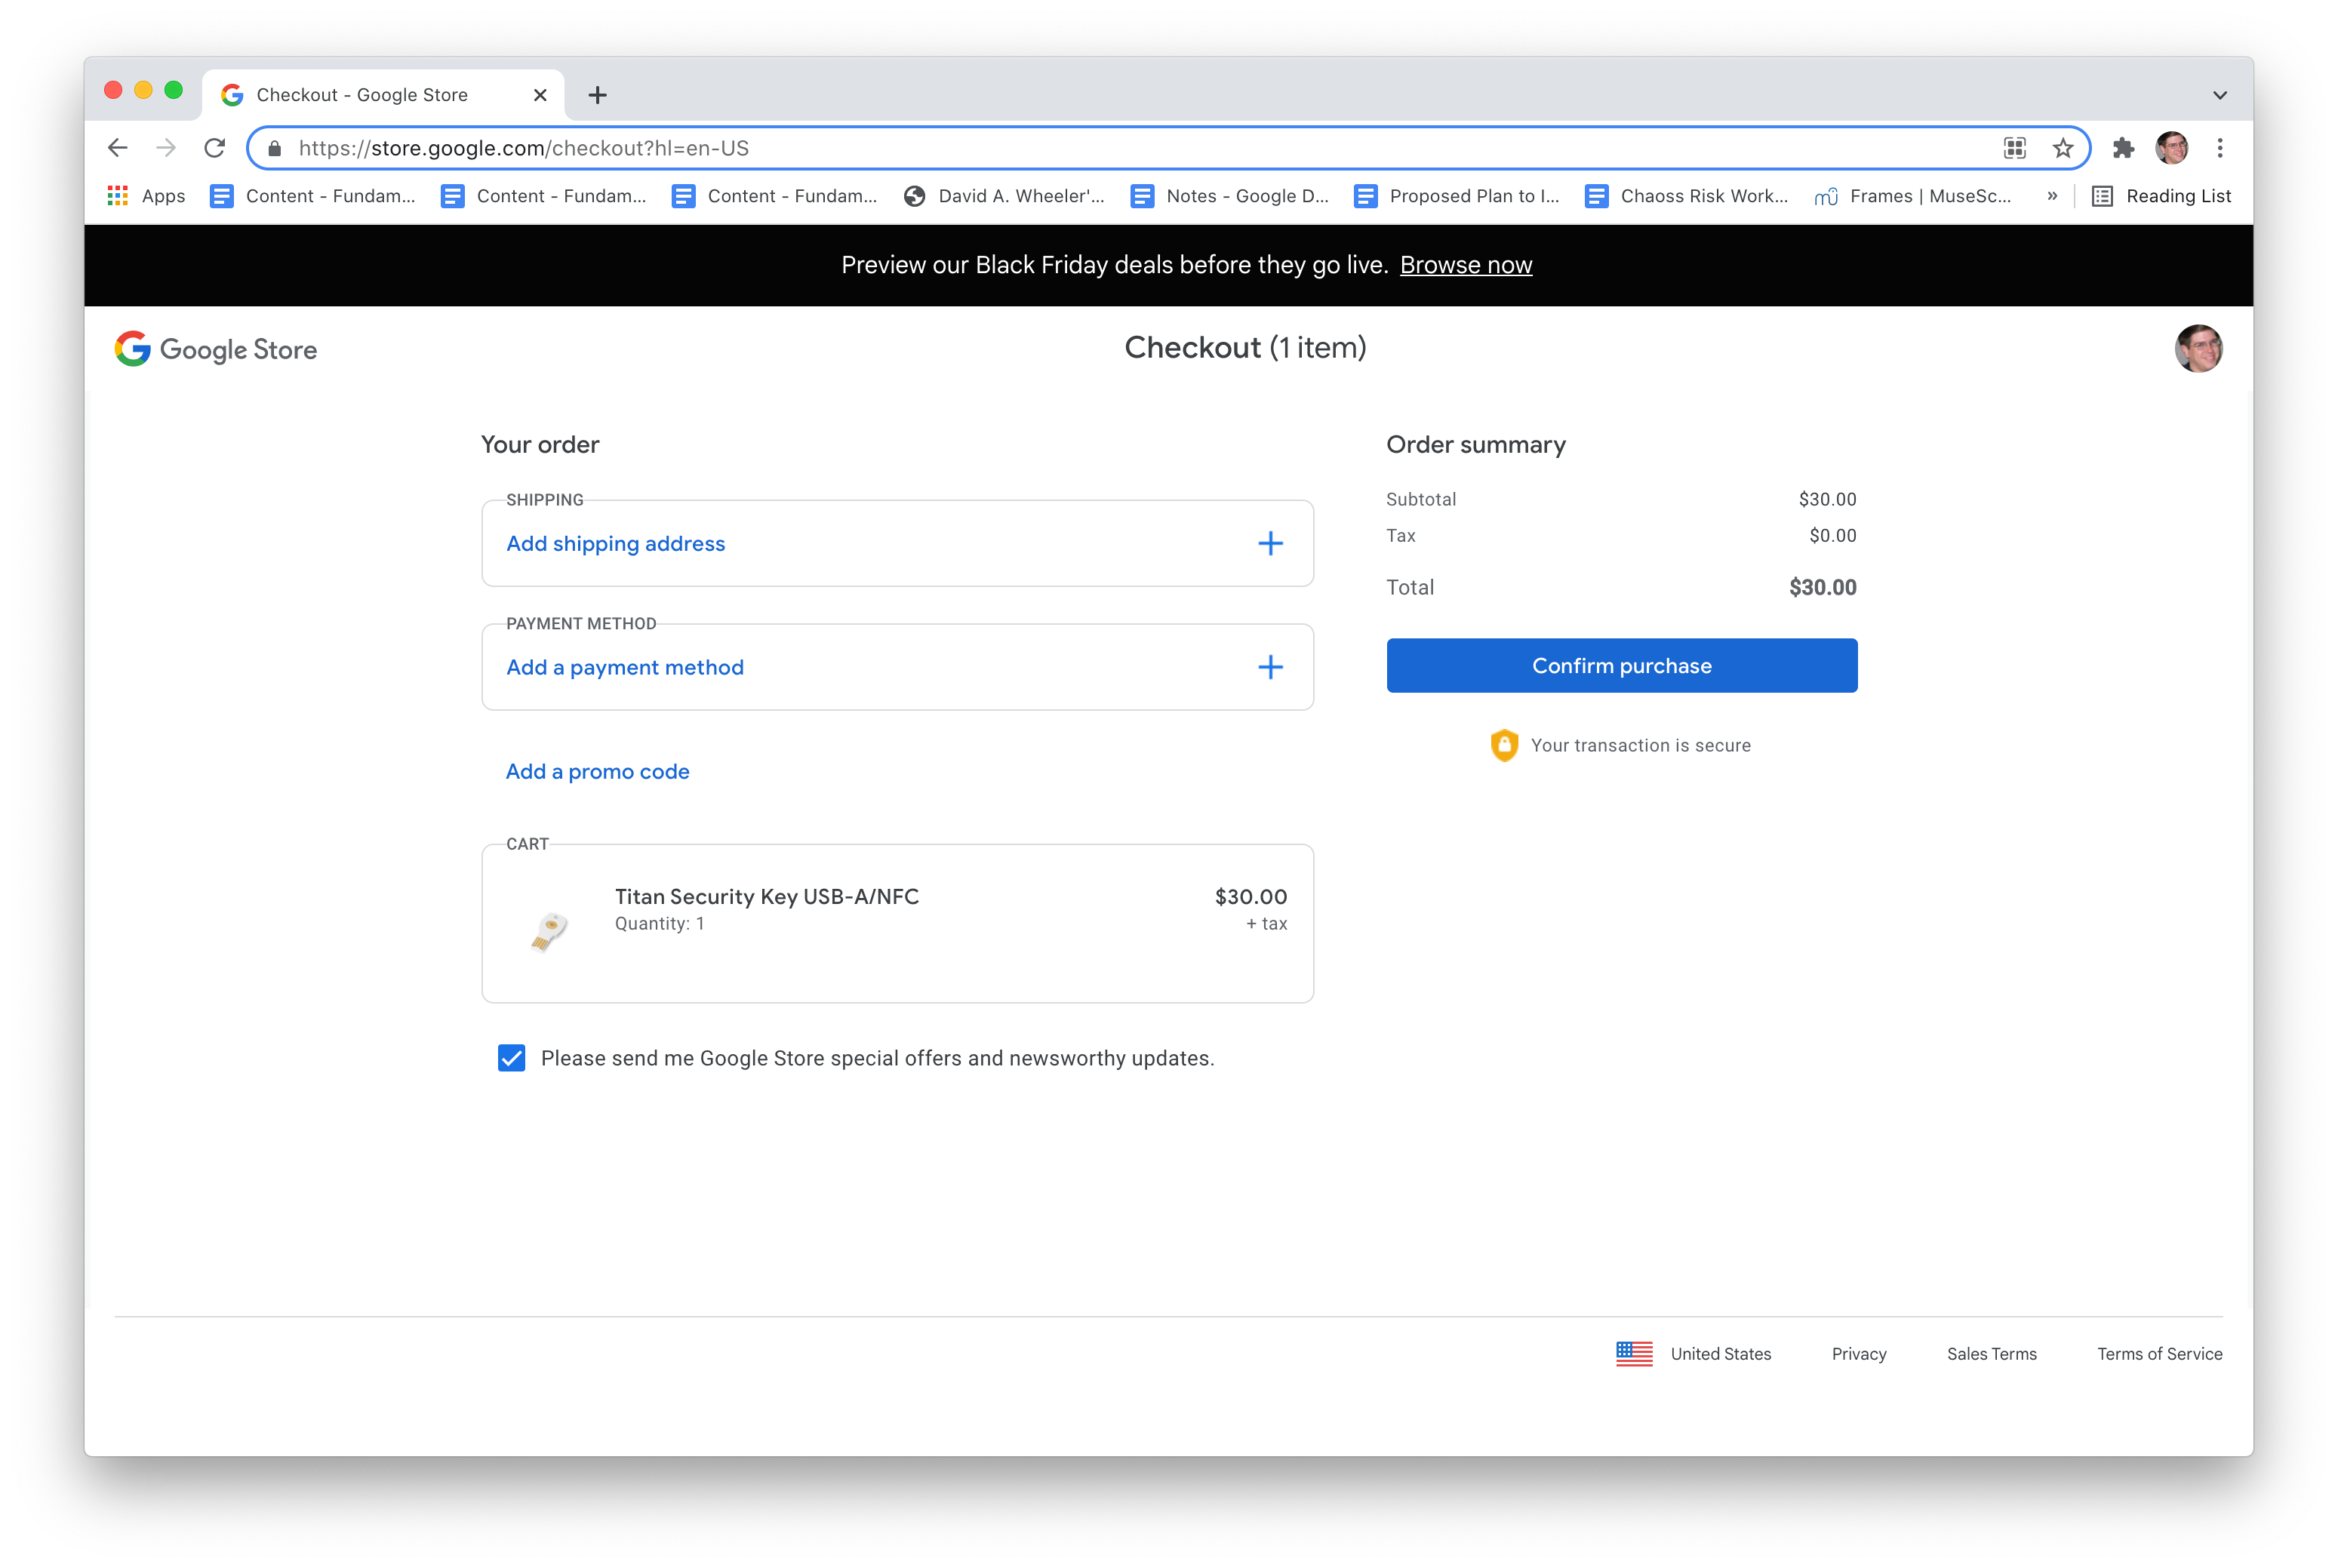 Checkout - Google Store
https://store.google.com/checkout?hl=en-US
Apps Content - Fundam... Content - Fundam... Content - Fundam... David A. Wheeler'... Notes - Google D... Proposed Plan to I... Chaoss Risk Work... Frames | MuseSc... » Reading List
Preview our Black Friday deals before they go live. Browse now
Google Store
Checkout (1 item)
Your order
SHIPPING
Add shipping address
PAYMENT METHOD
Add a payment method
Add a promo code
CART
Titan Security Key USB-A/NFC $30.00
Quantity: 1 + tax
Please send me Google Store special offers and newsworthy updates.
Order summary
Subtotal $30.00
Tax $0.00
Total $30.00
Confirm purchase
Your transaction is secure
United States Privacy Sales Terms Terms of Service